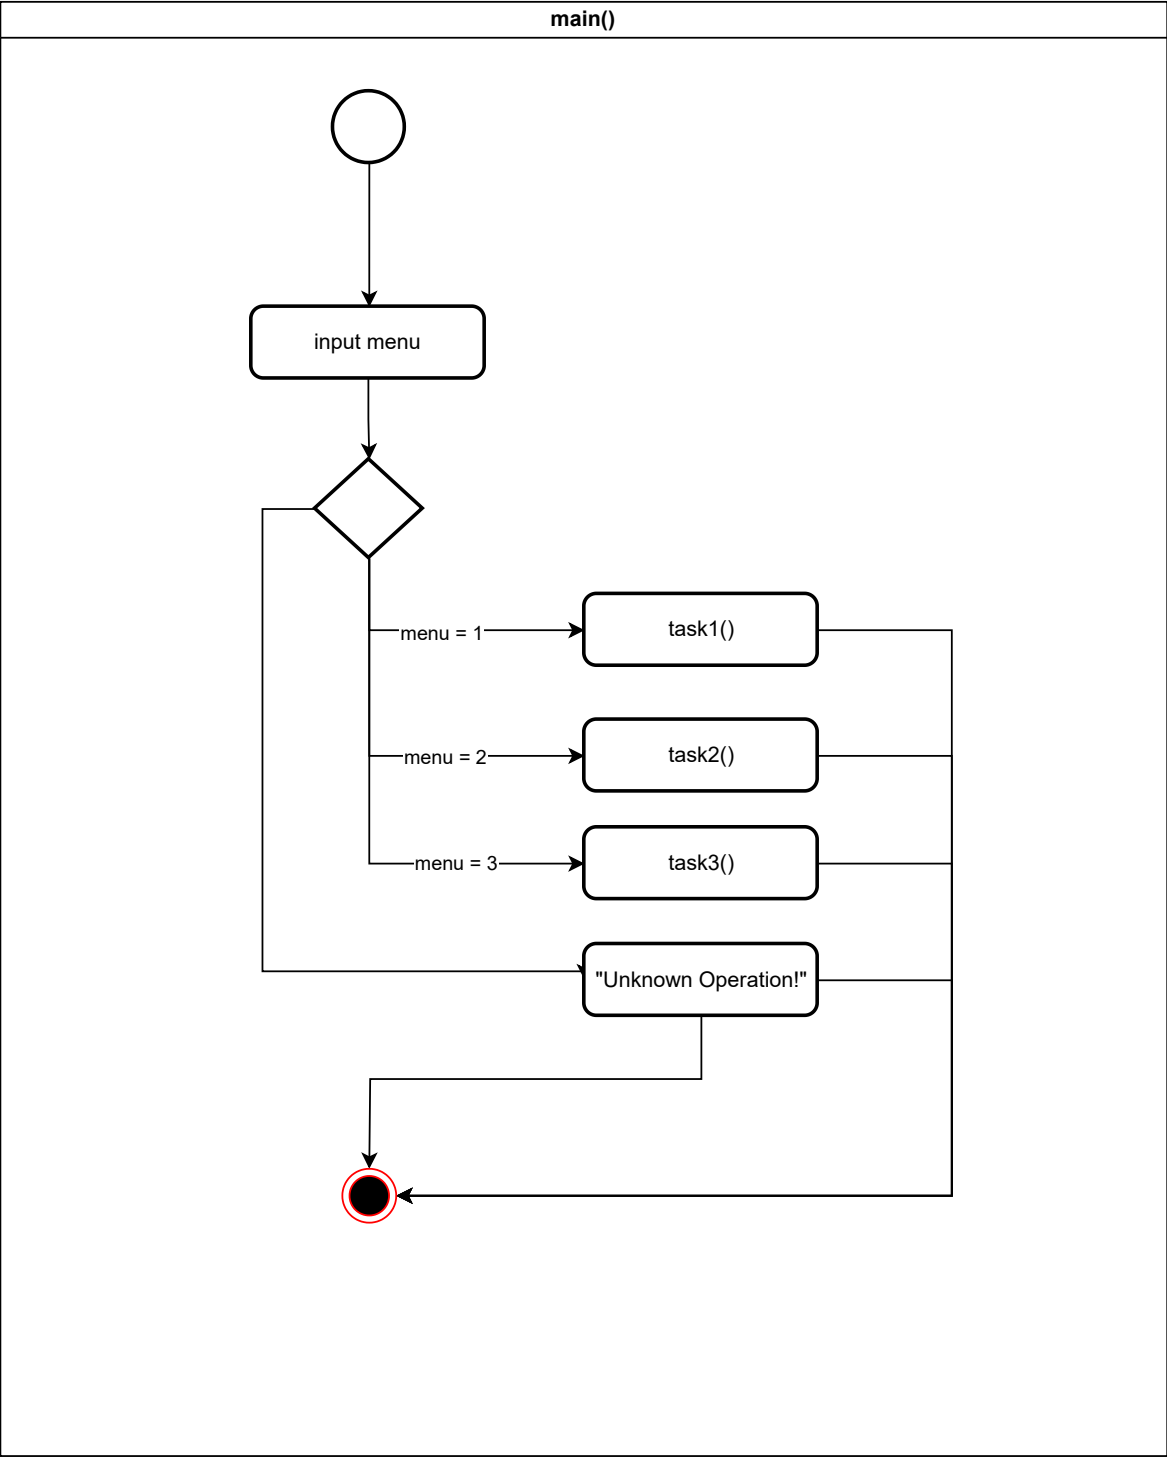 main()
input menu
menu = 1
task1()
menu = 2
task2()
menu = 3
task3()
"Unknown Operation!"